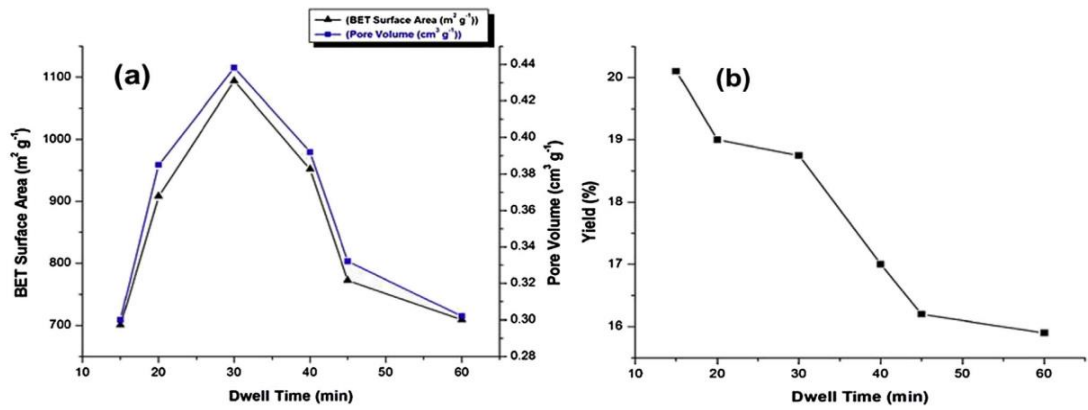 (BET Surface Area (m² g⁻¹))
(Pore Volume (cm³ g⁻¹))
(a)
BET Surface Area (m² g⁻¹)
1100
1000
900
800
700
0.44
0.42
0.40
0.38
0.36
0.34
0.32
0.30
0.28
Pore Volume (cm³ g⁻¹)
10 20 30 40 50 60
Dwell Time (min)
(b)
Yield (%)
20
19
18
17
16
10 20 30 40 50 60
Dwell Time (min)